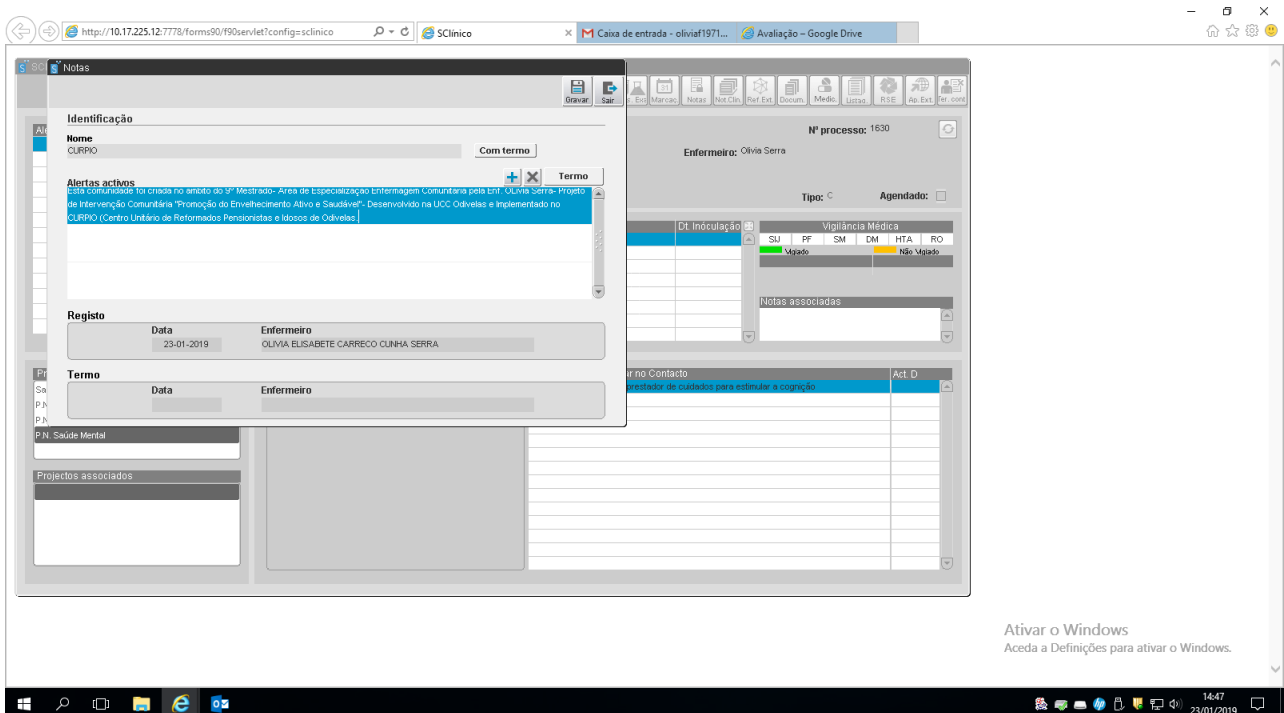 http://10.17.225.12:7778/forms90/f90servlet?config=sclinico
SClínico
Caixa de entrada - oliviaf1971...
Avaliação – Google Drive
Notas
Gravar
Sair
Marcac.
Notas
Not.Clin.
Ref.Ext.
Docum.
Medic.
Listag.
RSE
Ap. Ext.
Ter. cont
Identificação
Nome
CURPIO
Com termo
Nº processo: 1630
Enfermeiro: Olivia Serra
Alertas activos
Termo
Tipo: C
Agendado:
Esta comunidade foi criada no âmbito do 9º Mestrado- Área de Especialização Enfermagem Comunitária pela Enf. OLivia Serra- Projeto
de Intervenção Comunitária "Promoção do Envelhecimento Ativo e Saudável"- Desenvolvido na UCC Odivelas e Implementado no
CURPIO (Centro Unitário de Reformados Pensionistas e Idosos de Odivelas.
Dt. Inóculação
Vigilância Médica
SIJ PF SM DM HTA RO
Vigiado
Não Vigiado
Notas associadas
Registo
Data
Enfermeiro
23-01-2019
OLIVIA ELISABETE CARRECO CUNHA SERRA
Termo
Data
Enfermeiro
r no Contacto
Act. D
prestador de cuidados para estimular a cognição
P.N. Saúde Mental
Projectos associados
Ativar o Windows
Aceda a Definições para ativar o Windows.
14:47
23/01/2019